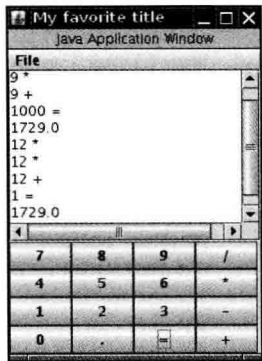 My favorite title
Java Application Window
File
9 *
9 +
1000 =
1729.0
12 *
12 *
12 +
1 =
1729.0
7 8 9 /
4 5 6 *
1 2 3 -
0 . = +